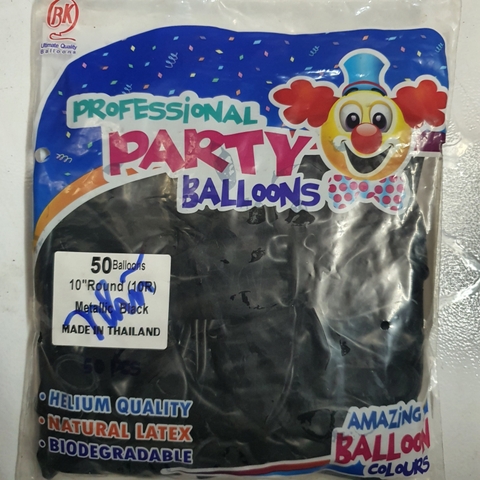 BK
Ultimate Quality
Balloons
PROFESSIONAL
PARTY
BALLOONS
50 Balloons
10"Round (10R)
Metallic Black
MADE IN THAILAND
50 PCS
• HELIUM QUALITY
• NATURAL LATEX
• BIODEGRADABLE
AMAZING
BALLOON
COLOURS